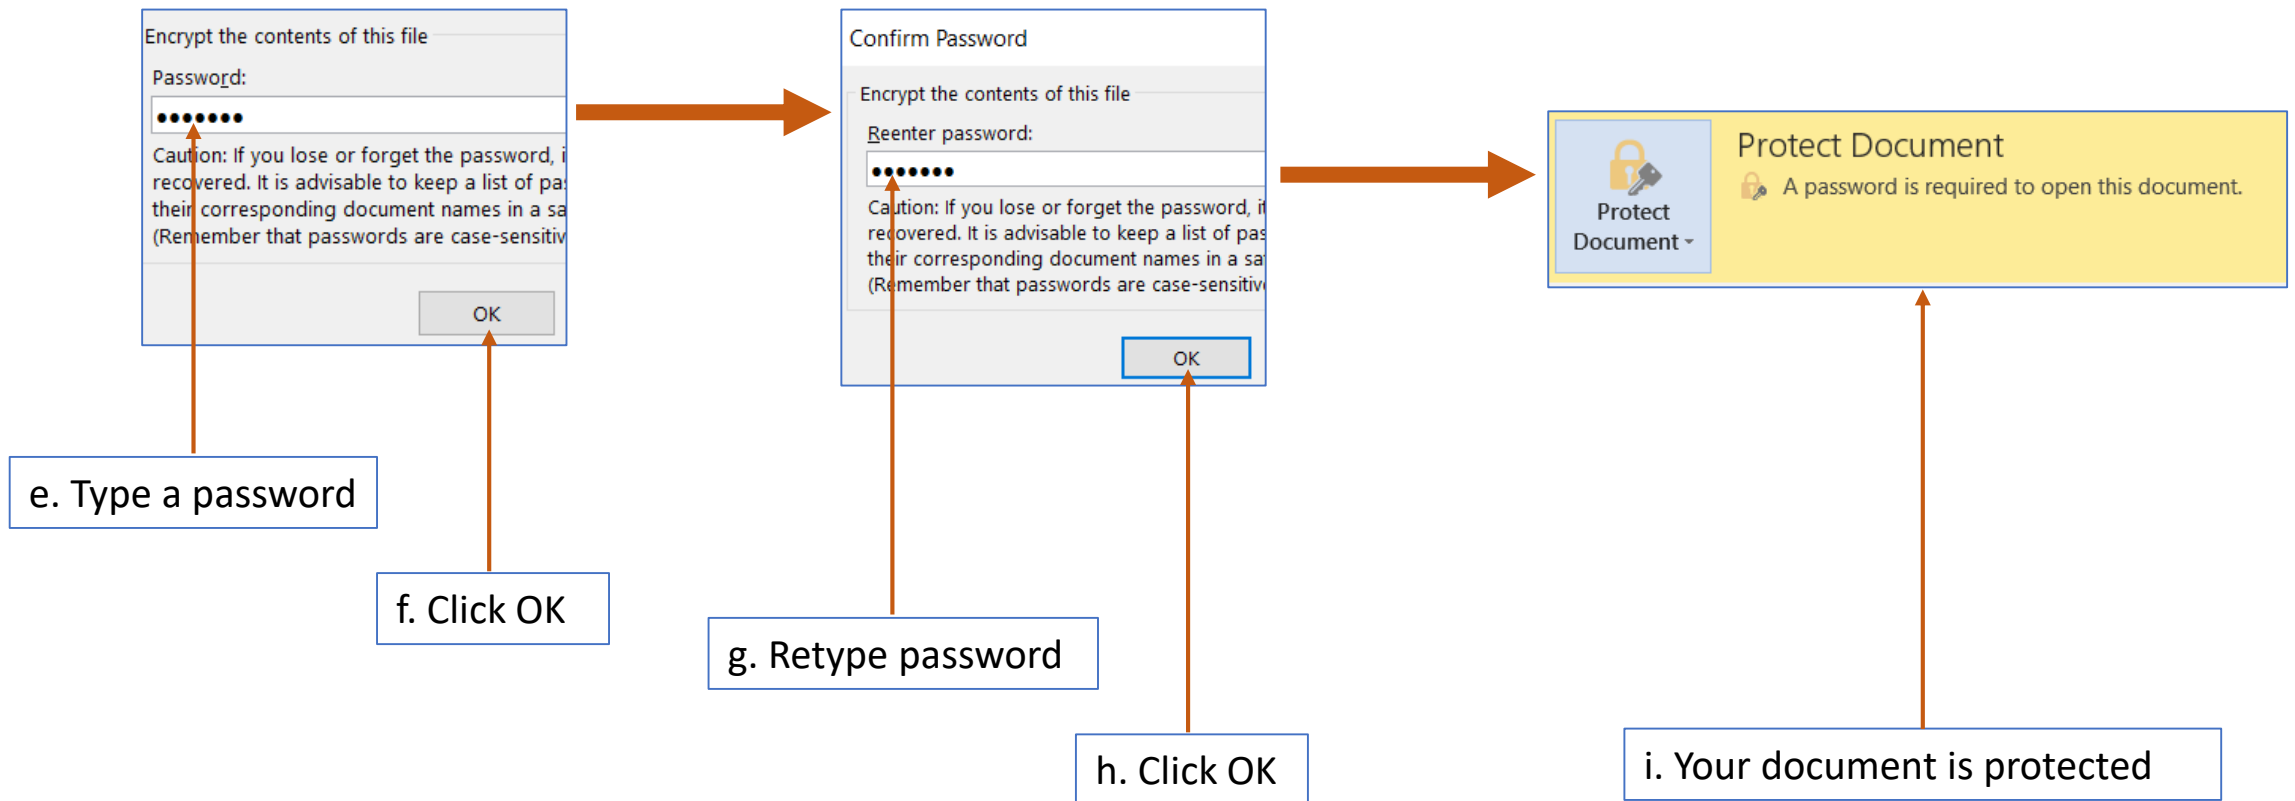 Encrypt the contents of this file
Password:
Caution: If you lose or forget the password, i
recovered. It is advisable to keep a list of pas
their corresponding document names in a sa
(Remember that passwords are case-sensitiv
OK
e. Type a password
f. Click OK
Confirm Password
Encrypt the contents of this file
Reenter password:
Caution: If you lose or forget the password, it
recovered. It is advisable to keep a list of pas
their corresponding document names in a sa
(Remember that passwords are case-sensitive
OK
g. Retype password
h. Click OK
Protect
Document
Protect Document
A password is required to open this document.
i. Your document is protected